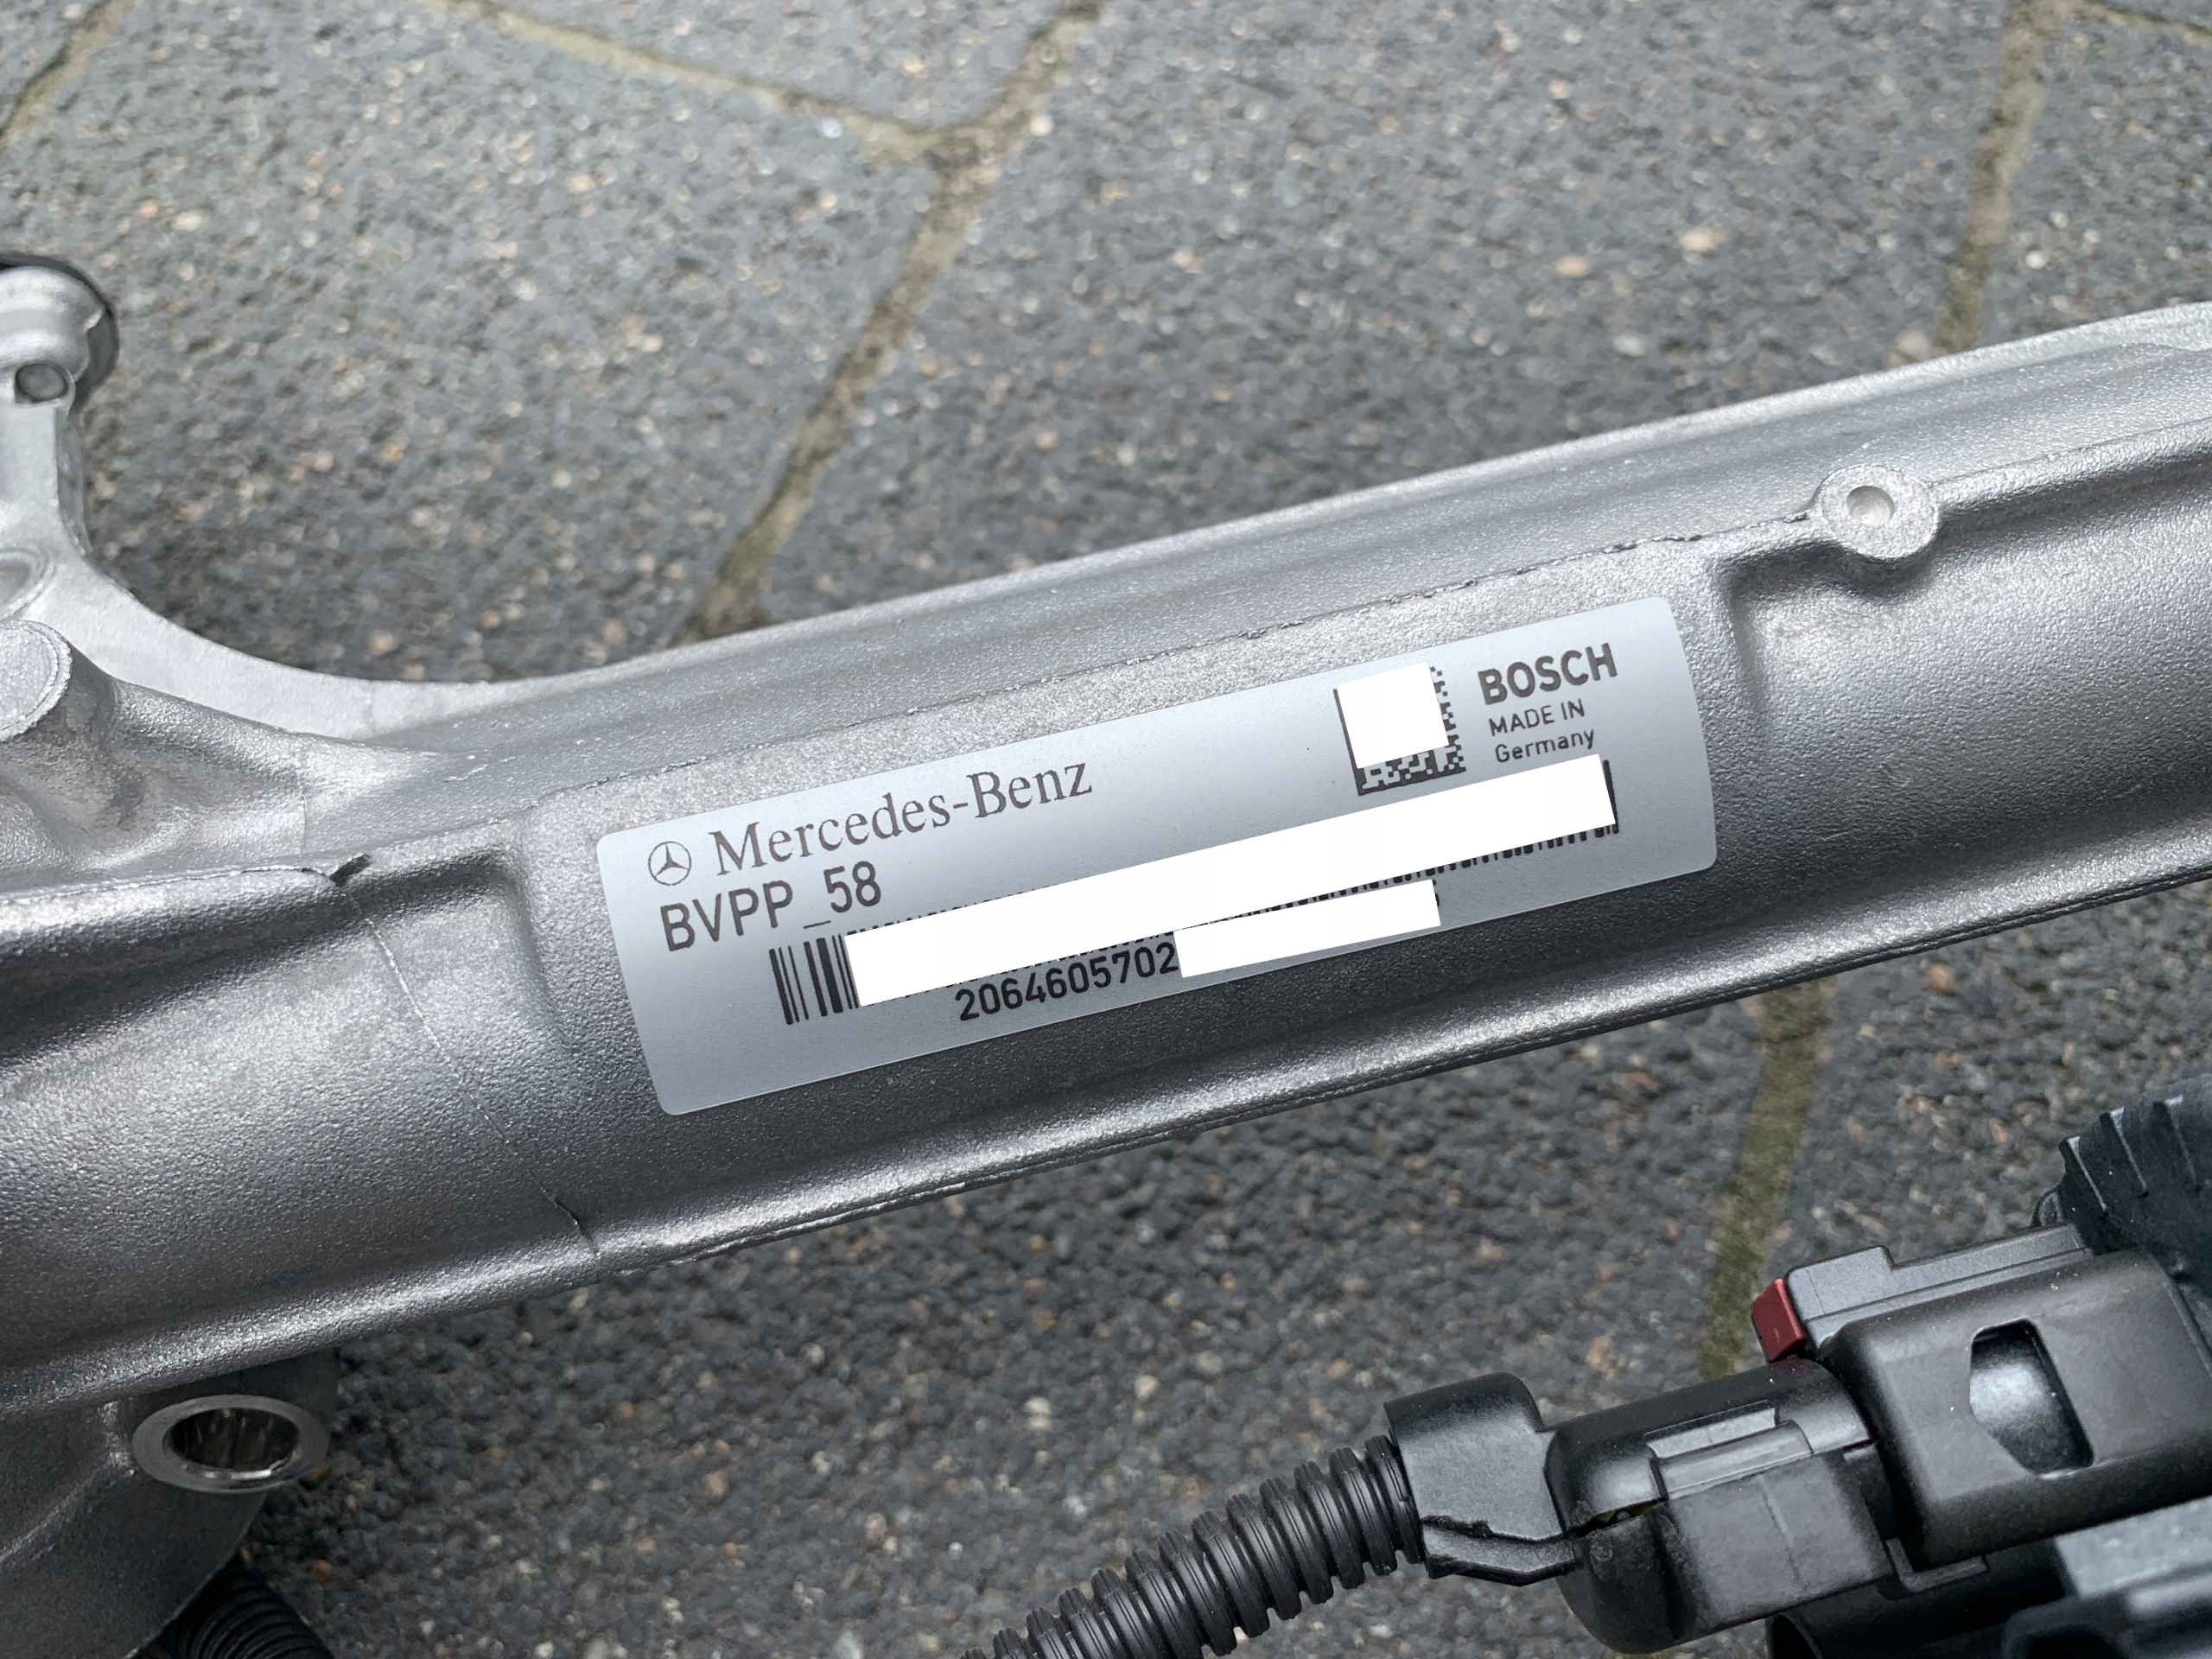 Mercedes-Benz
BVPP_58
BOSCH
MADE IN
Germany
2064605702